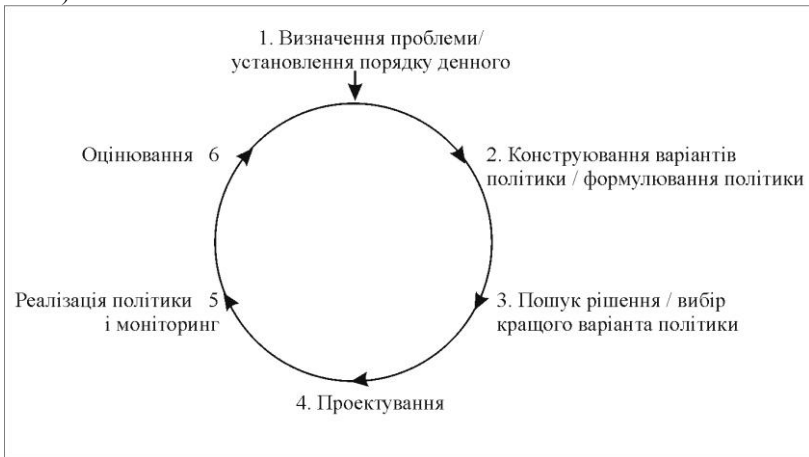 1. Визначення проблеми/
установлення порядку денного
Оцінювання 6
2. Конструювання варіантів
політики / формулювання політики
Реалізація політики 5
і моніторинг
3. Пошук рішення / вибір
кращого варіанта політики
4. Проектування